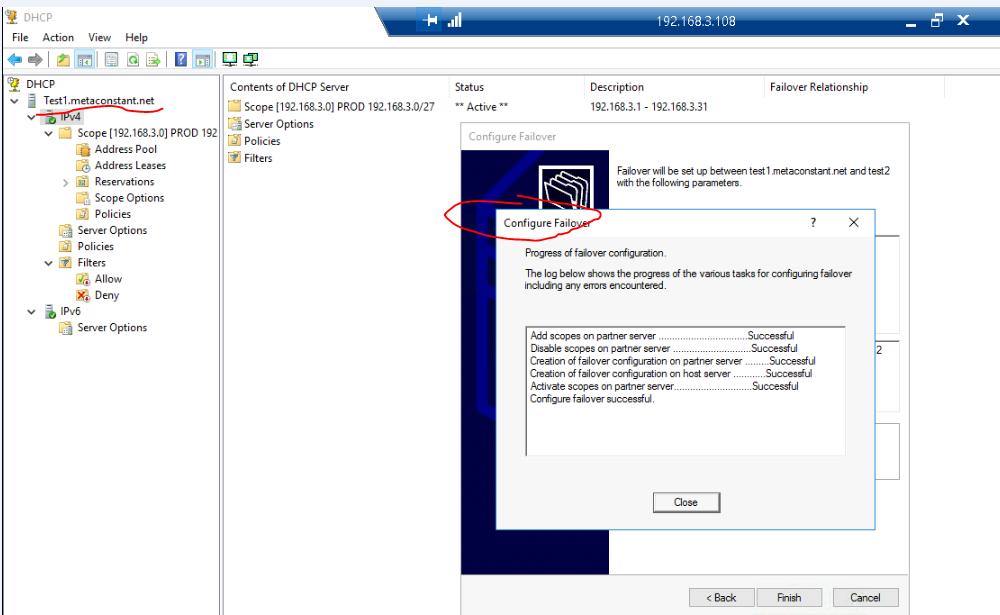 DHCP
192.168.3.108
File Action View Help
DHCP
Test1.metaconstant.net
IPv4
Scope [192.168.3.0] PROD 192
Address Pool
Address Leases
Reservations
Scope Options
Policies
Server Options
Policies
Filters
Allow
Deny
IPv6
Server Options
Contents of DHCP Server Status Description Failover Relationship
Scope [192.168.3.0] PROD 192.168.3.0/27 ** Active ** 192.168.3.1 - 192.168.3.31
Server Options
Policies
Filters
Configure Failover
Failover will be set up between test1.metaconstant.net and test2
with the following parameters.
2
Configure Failover
?
Progress of failover configuration.
The log below shows the progress of the various tasks for configuring failover
including any errors encountered.
Add scopes on partner server .................................Successful
Disable scopes on partner server .............................Successful
Creation of failover configuration on partner server .........Successful
Creation of failover configuration on host server ............Successful
Activate scopes on partner server.............................Successful
Configure failover successful.
Close
< Back Finish Cancel